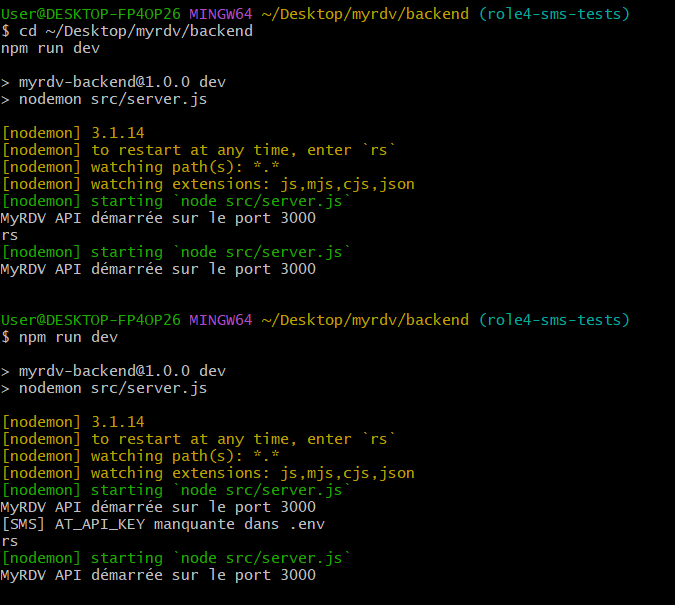 User@DESKTOP-FP4OP26 MINGW64 ~/Desktop/myrdv/backend (role4-sms-tests)
$ cd ~/Desktop/myrdv/backend
npm run dev
> myrdv-backend@1.0.0 dev
> nodemon src/server.js
[nodemon] 3.1.14
[nodemon] to restart at any time, enter `rs`
[nodemon] watching path(s): *.*
[nodemon] watching extensions: js,mjs,cjs,json
[nodemon] starting `node src/server.js`
MyRDV API démarrée sur le port 3000
rs
[nodemon] starting `node src/server.js`
MyRDV API démarrée sur le port 3000
User@DESKTOP-FP4OP26 MINGW64 ~/Desktop/myrdv/backend (role4-sms-tests)
$ npm run dev
> myrdv-backend@1.0.0 dev
> nodemon src/server.js
[nodemon] 3.1.14
[nodemon] to restart at any time, enter `rs`
[nodemon] watching path(s): *.*
[nodemon] watching extensions: js,mjs,cjs,json
[nodemon] starting `node src/server.js`
MyRDV API démarrée sur le port 3000
[SMS] AT_API_KEY manquante dans .env
rs
[nodemon] starting `node src/server.js`
MyRDV API démarrée sur le port 3000